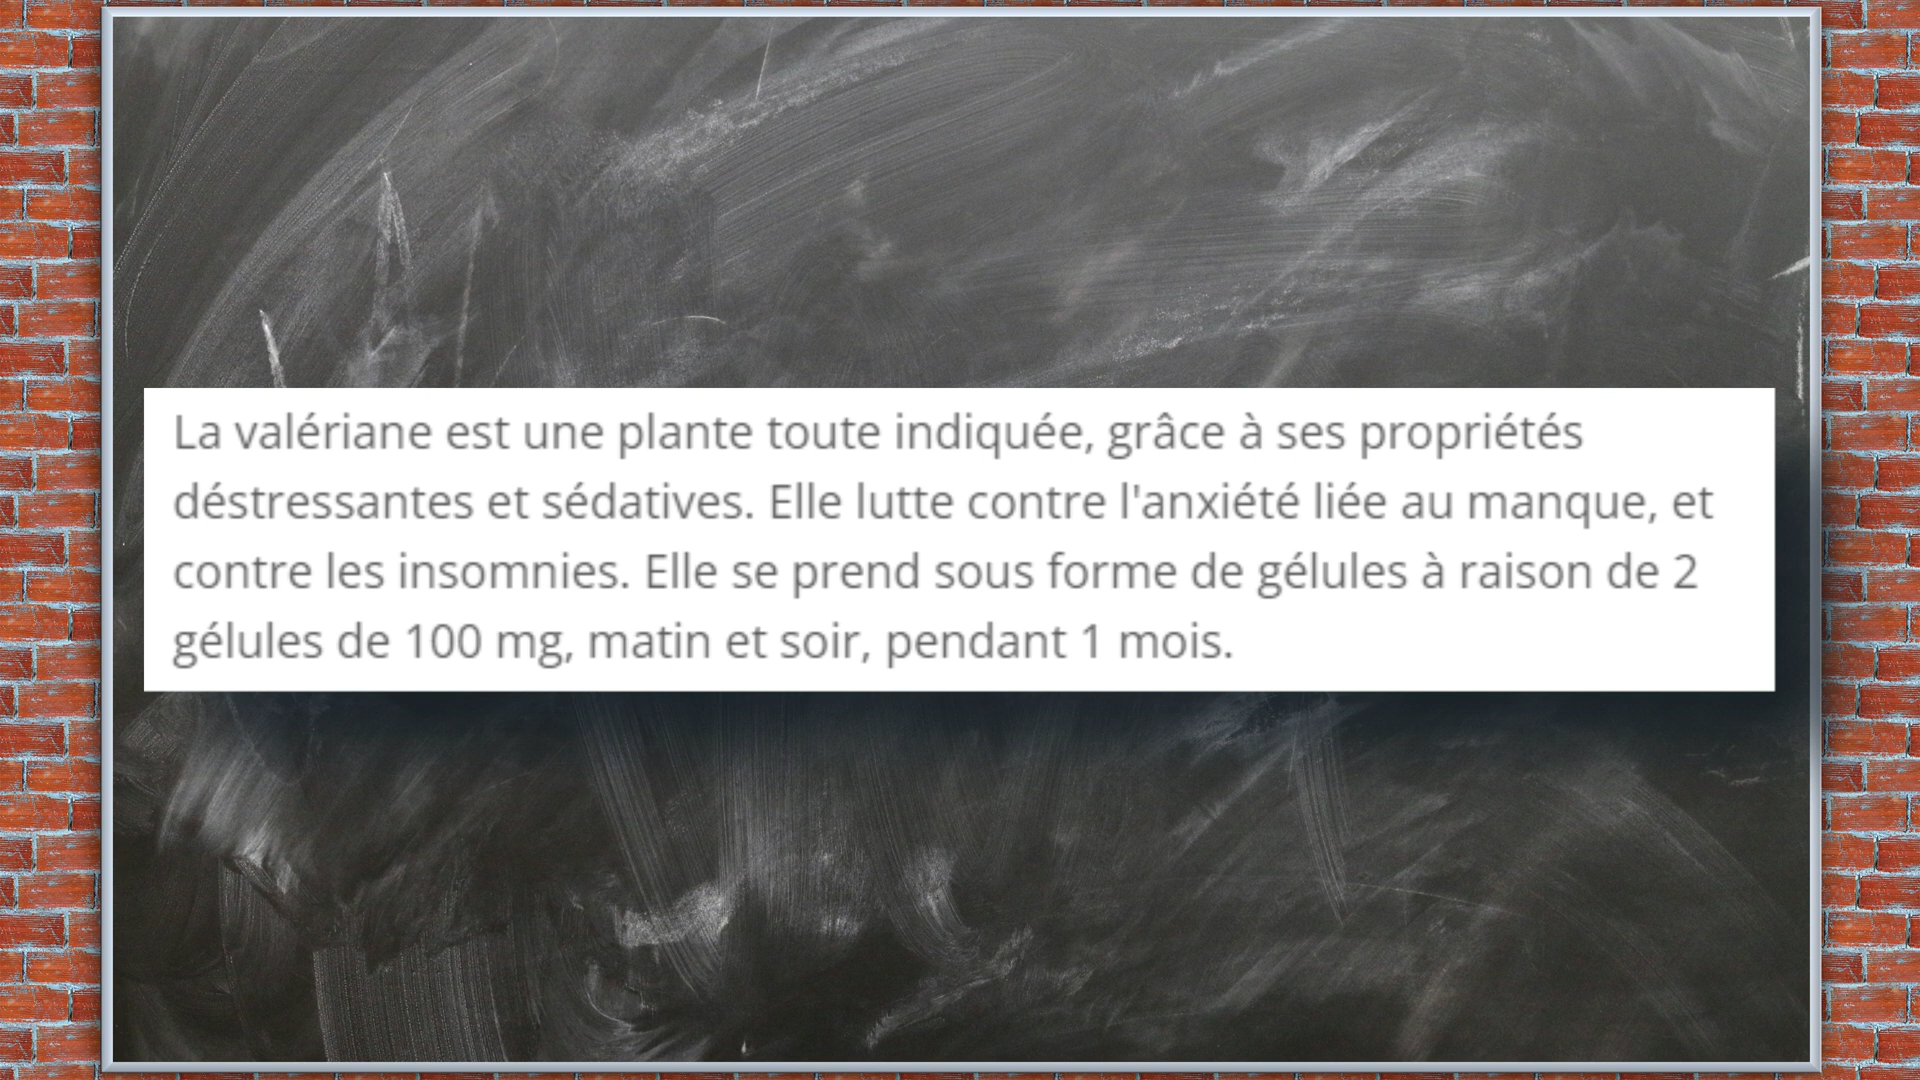 La valériane est une plante toute indiquée, grâce à ses propriétés
déstressantes et sédatives. Elle lutte contre l'anxiété liée au manque, et
contre les insomnies. Elle se prend sous forme de gélules à raison de 2
gélules de 100 mg, matin et soir, pendant 1 mois.